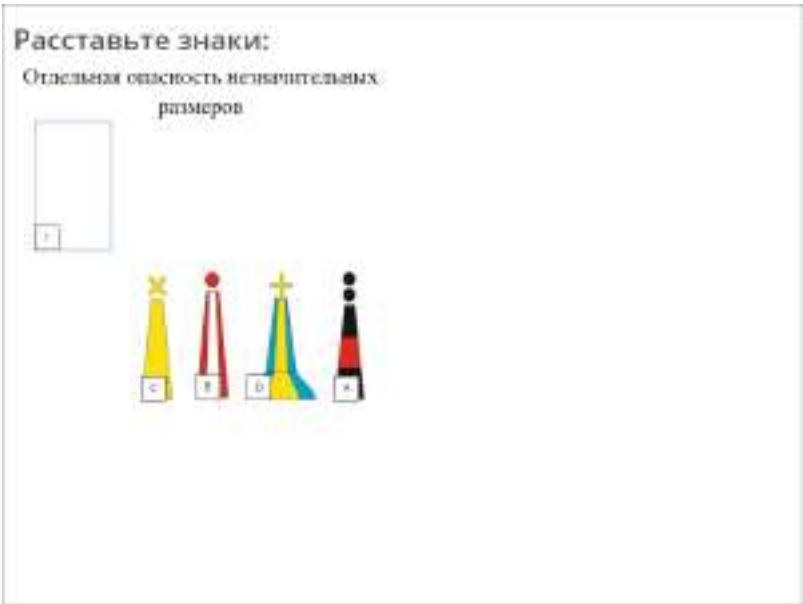 Расставьте знаки:
Отдельная опасность незначительных
размеров
C
B
D
A